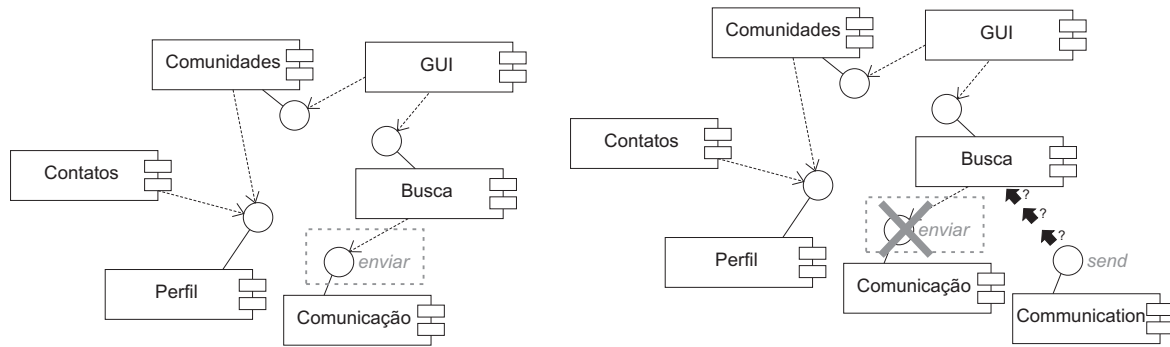 Comunidades
GUI
Contatos
Busca
enviar
Perfil
Comunicação
Comunidades
GUI
Contatos
Busca
?
?
?
enviar
send
Perfil
Comunicação
Communication